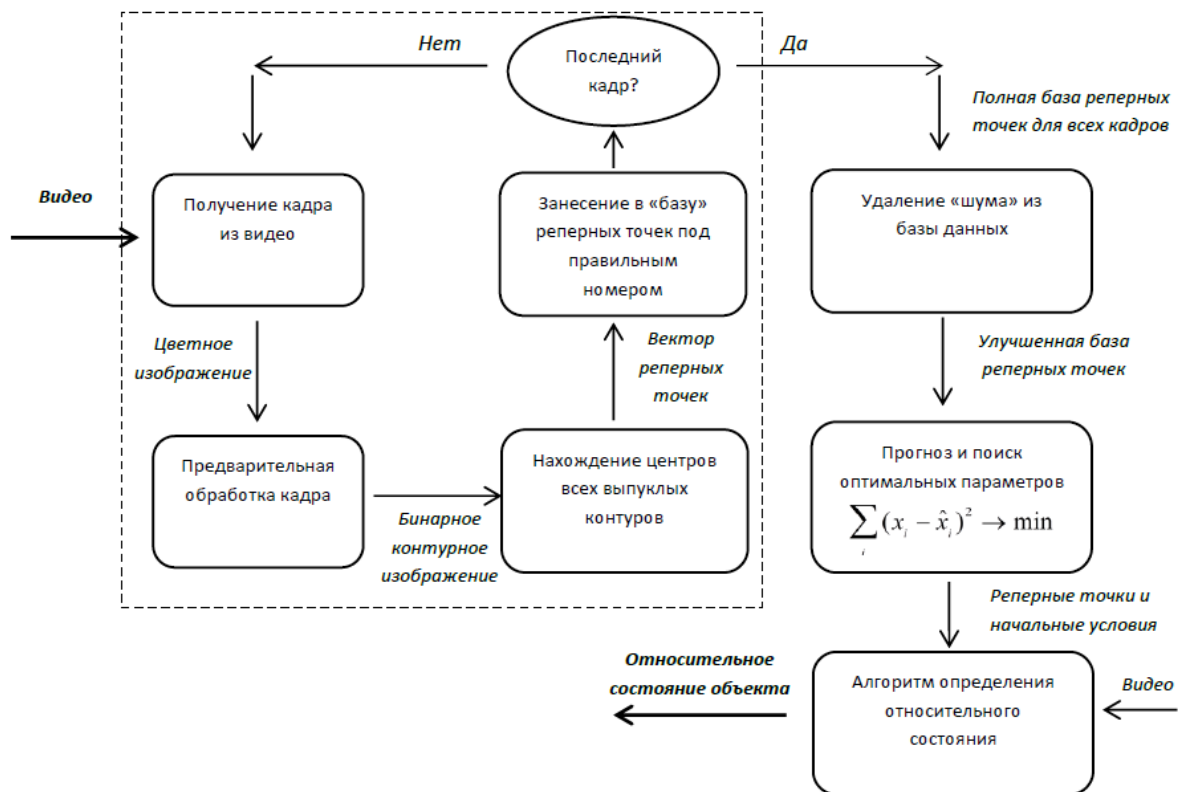 Нет
Последний
кадр?
Да
Полная база реперных
точек для всех кадров
Видео
Получение кадра
из видео
Занесение в «базу»
реперных точек под
правильным
номером
Удаление «шума» из
базы данных
Цветное
изображение
Вектор
реперных
точек
Улучшенная база
реперных точек
Предварительная
обработка кадра
Бинарное
контурное
изображение
Нахождение центров
всех выпуклых
контуров
Прогноз и поиск
оптимальных параметров
∑ᵢ (xᵢ − x̂ᵢ)² → min
Реперные точки и
начальные условия
Относительное
состояние объекта
Алгоритм определения
относительного
состояния
Видео